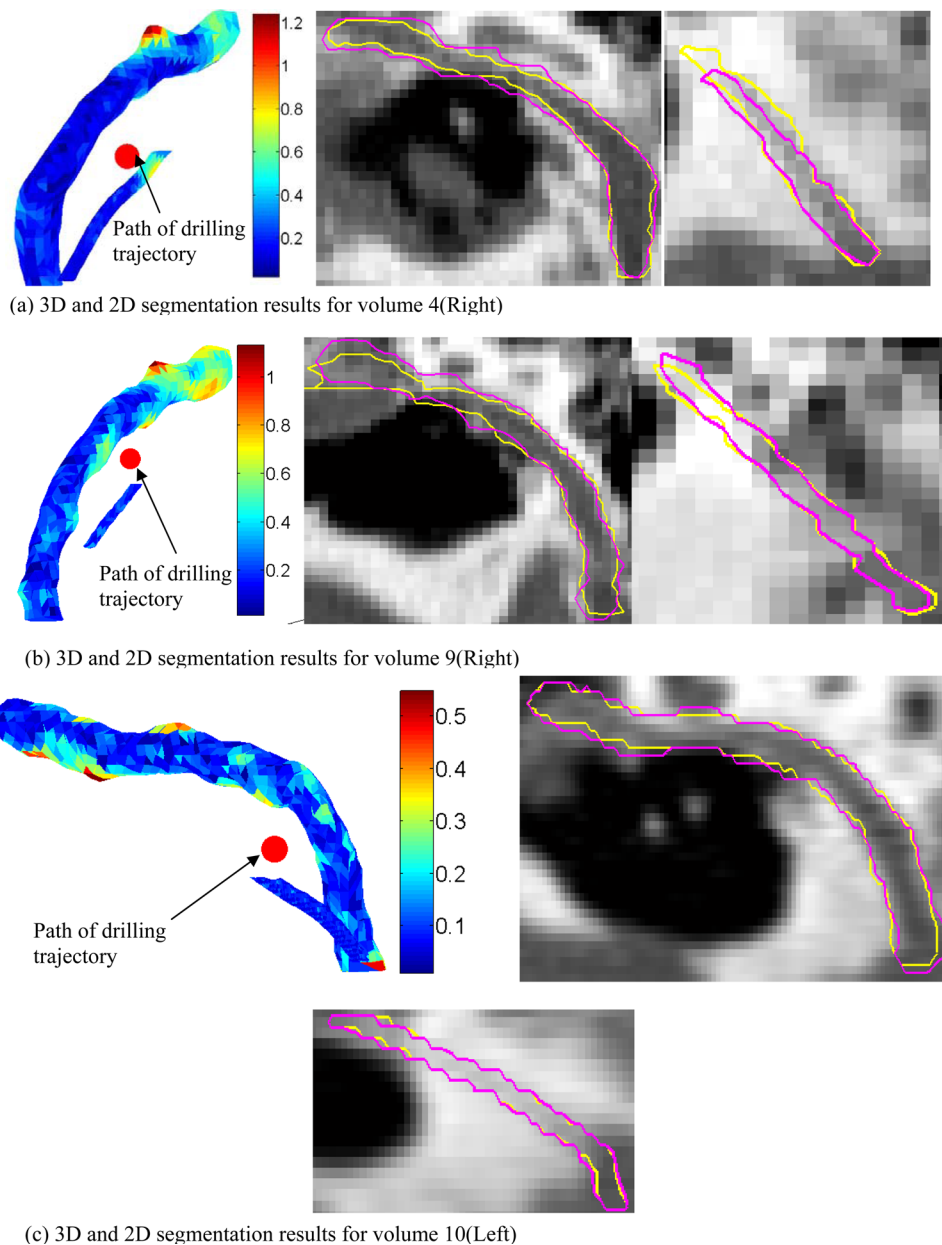 1.2
1
0.8
0.6
0.4
0.2
Path of drilling
trajectory
(a) 3D and 2D segmentation results for volume 4(Right)
1
0.8
0.6
0.4
0.2
Path of drilling
trajectory
(b) 3D and 2D segmentation results for volume 9(Right)
0.5
0.4
0.3
0.2
0.1
Path of drilling
trajectory
(c) 3D and 2D segmentation results for volume 10(Left)